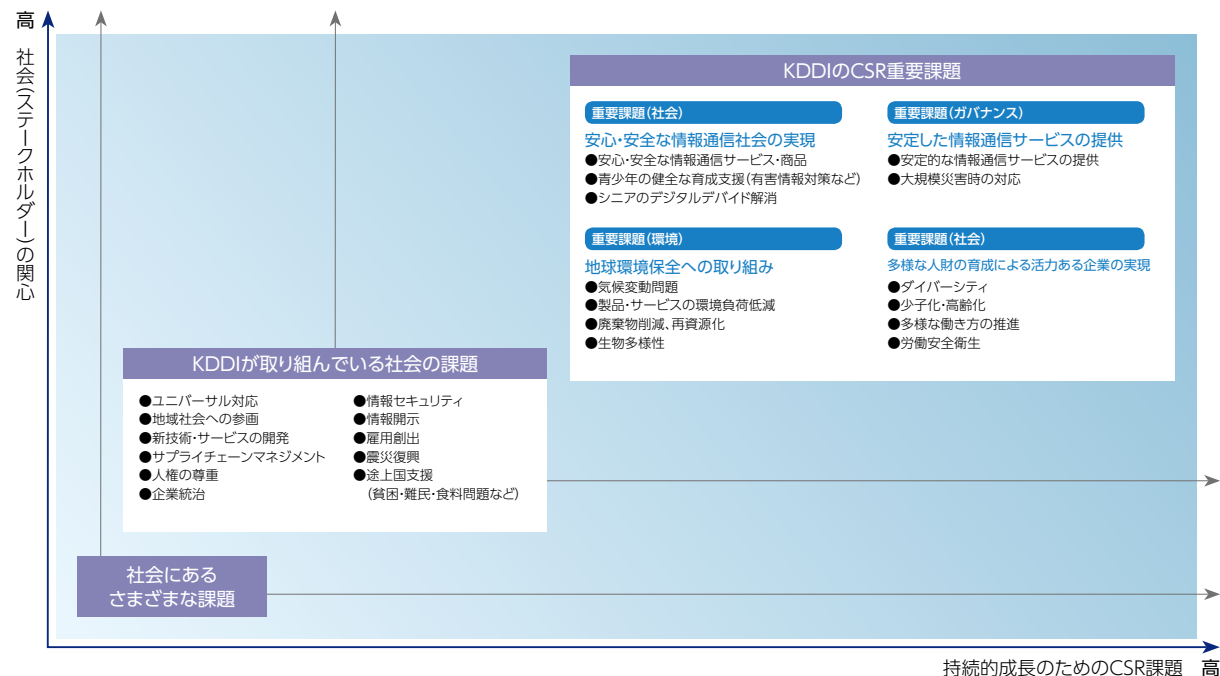 高
社会(ステークホルダー)の関心
KDDIのCSR重要課題
重要課題(社会)
安心・安全な情報通信社会の実現
●安心・安全な情報通信サービス・商品
●青少年の健全な育成支援(有害情報対策など)
●シニアのデジタルデバイド解消
重要課題(ガバナンス)
安定した情報通信サービスの提供
●安定的な情報通信サービスの提供
●大規模災害時の対応
重要課題(環境)
地球環境保全への取り組み
●気候変動問題
●製品・サービスの環境負荷低減
●廃棄物削減、再資源化
●生物多様性
重要課題(社会)
多様な人財の育成による活力ある企業の実現
●ダイバーシティ
●少子化・高齢化
●多様な働き方の推進
●労働安全衛生
KDDIが取り組んでいる社会の課題
●ユニバーサル対応
●地域社会への参画
●新技術・サービスの開発
●サプライチェーンマネジメント
●人権の尊重
●企業統治
●情報セキュリティ
●情報開示
●雇用創出
●震災復興
●途上国支援
(貧困・難民・食料問題など)
社会にある
さまざまな課題
持続的成長のためのCSR課題 高